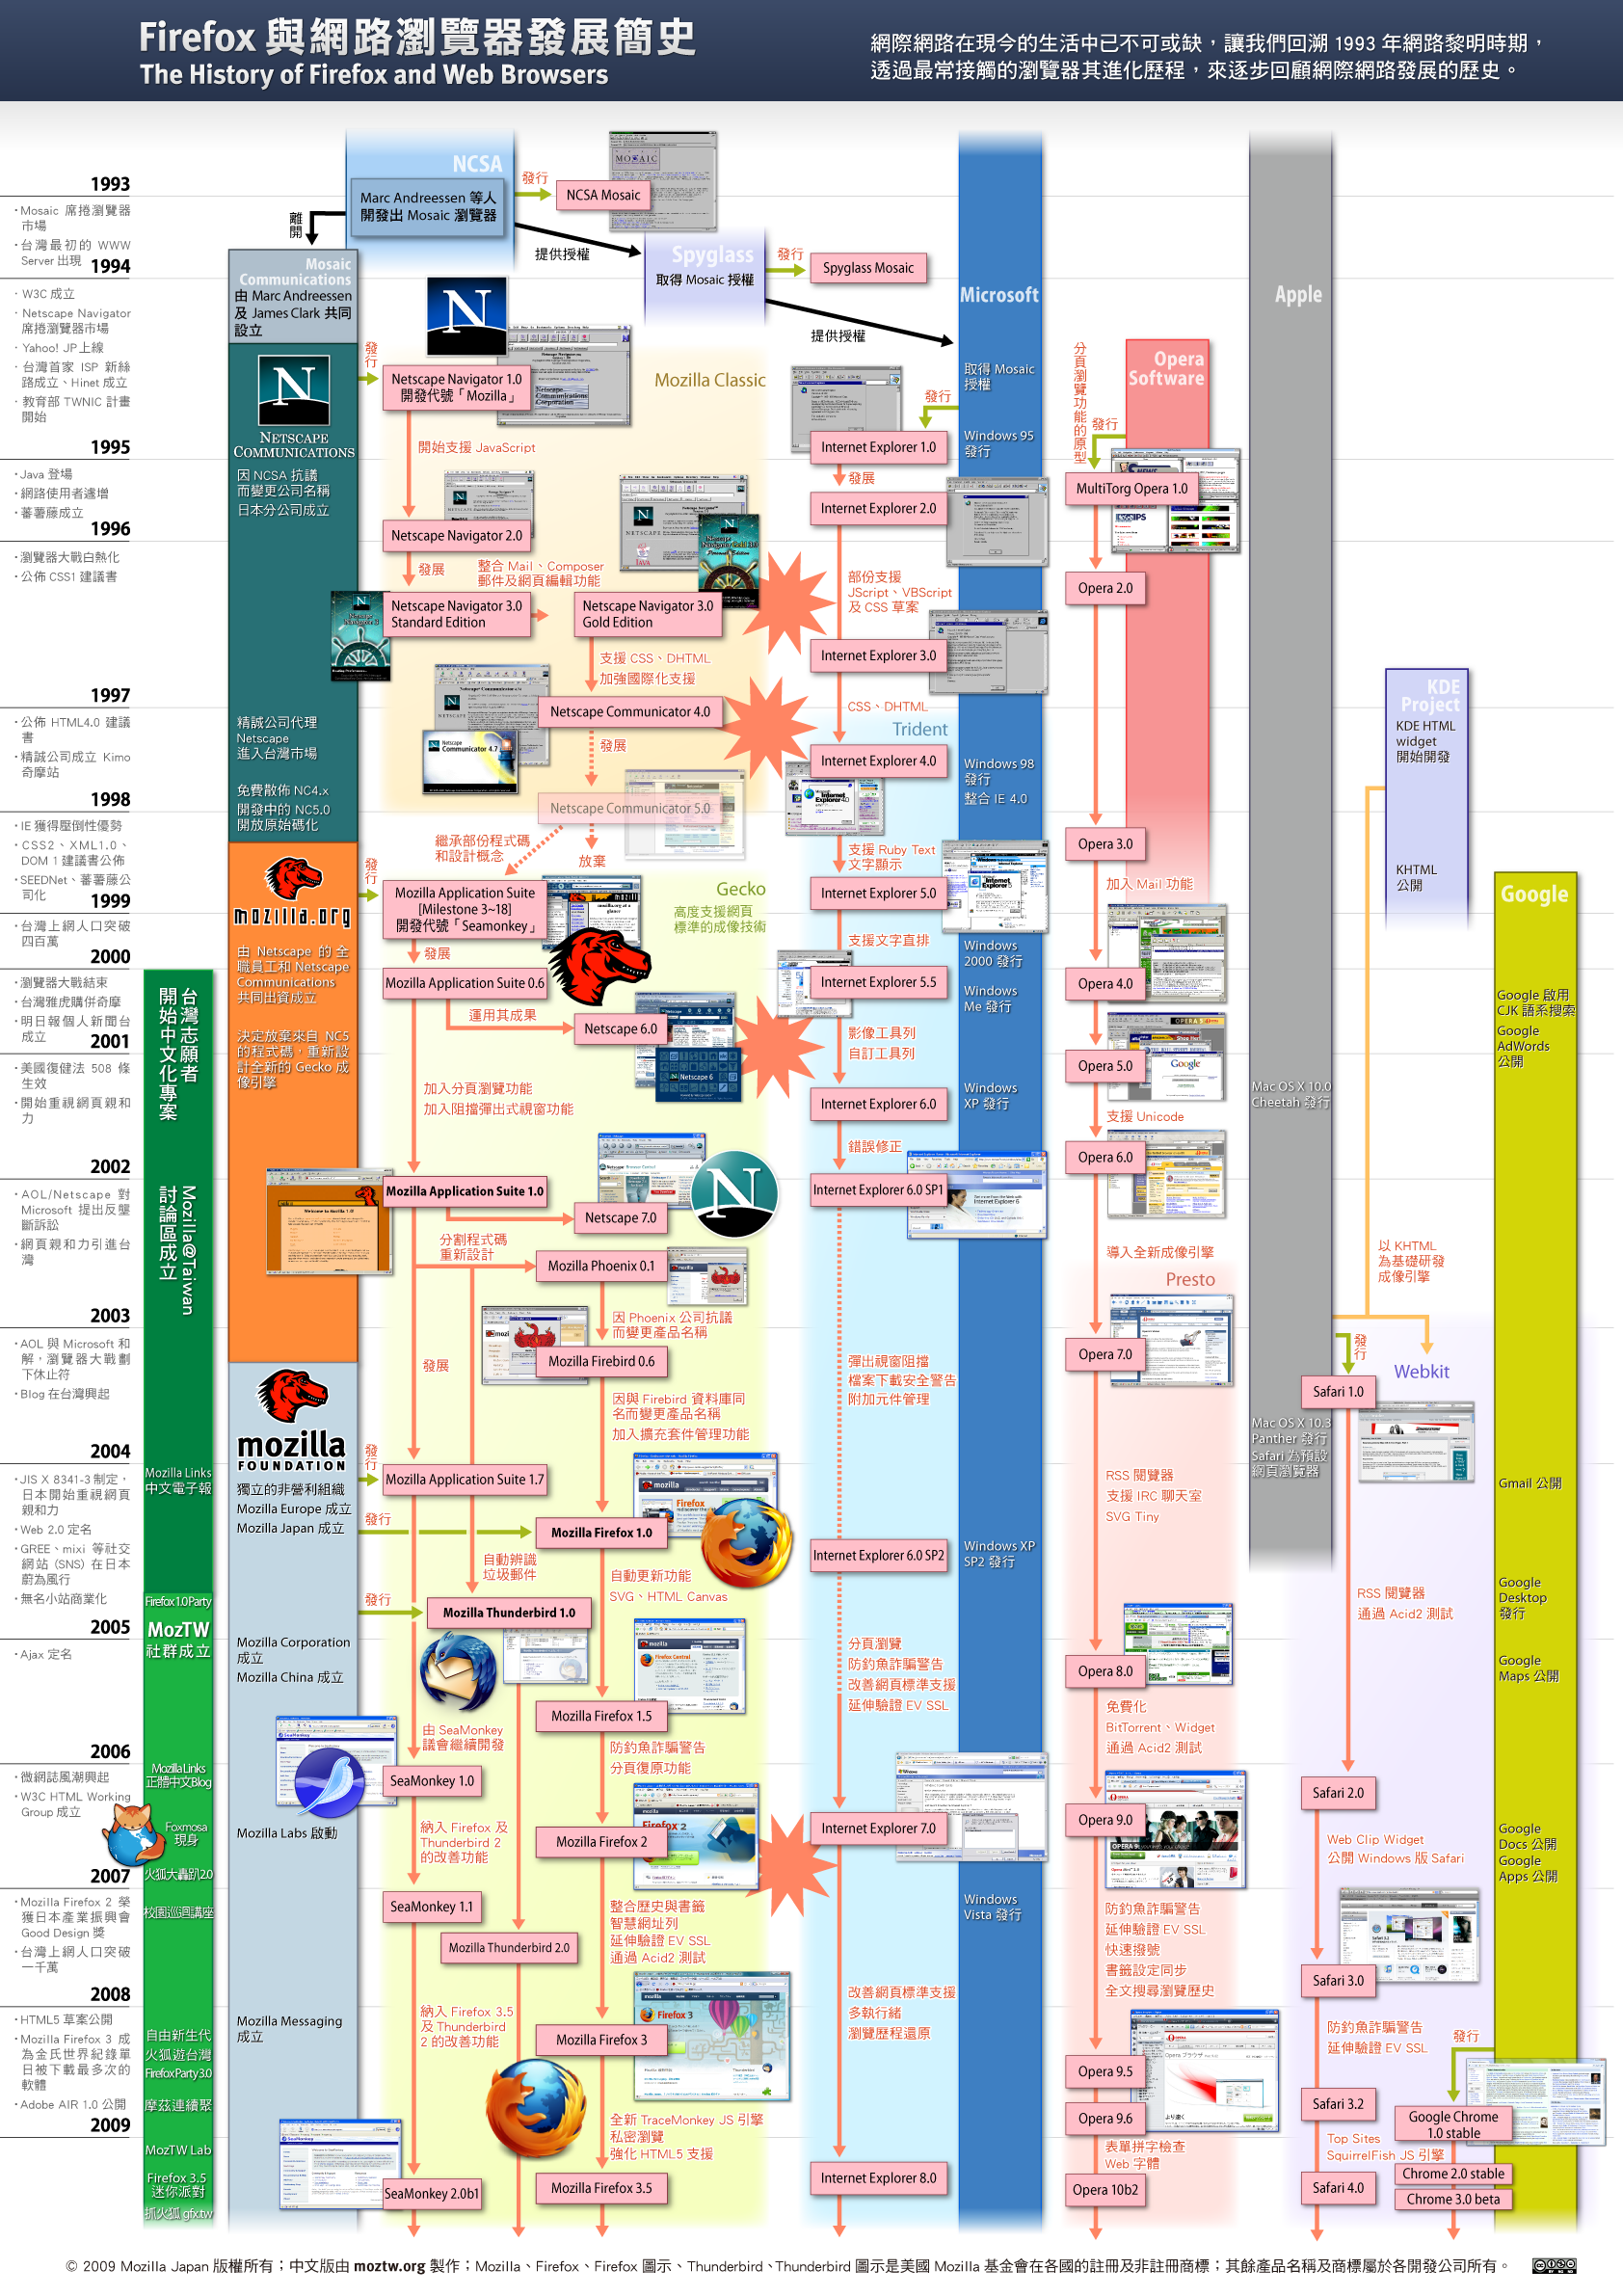 Firefox 與網路瀏覽器發展簡史
The History of Firefox and Web Browsers
網際網路在現今的生活中已不可或缺，讓我們回溯 1993 年網路黎明時期，
透過最常接觸的瀏覽器其進化歷程，來逐步回顧網際網路發展的歷史。
1993
・Mosaic 席捲瀏覽器
市場
・台灣最初的 WWW
Server 出現
1994
・W3C 成立
・Netscape Navigator
席捲瀏覽器市場
・Yahoo! JP上線
・台灣首家 ISP 新絲
路成立、Hinet 成立
・教育部 TWNIC 計畫
開始
1995
・Java 登場
・網路使用者遽增
・蕃薯藤成立
1996
・瀏覽器大戰白熱化
・公佈 CSS1 建議書
1997
・公佈 HTML4.0 建議
書
・精誠公司成立 Kimo
奇摩站
1998
・IE 獲得壓倒性優勢
・CSS2、XML1.0、
DOM 1 建議書公佈
・SEEDNet、蕃薯藤公
司化
1999
・台灣上網人口突破
四百萬
2000
・瀏覽器大戰結束
・台灣雅虎購併奇摩
・明日報個人新聞台
成立
2001
・美國復健法 508 條
生效
・開始重視網頁親和
力
2002
・AOL/Netscape 對
Microsoft 提出反壟
斷訴訟
・網頁親和力引進台
灣
2003
・AOL 與 Microsoft 和
解，瀏覽器大戰劃
下休止符
・Blog 在台灣興起
2004
・JIS X 8341-3 制定，
日本開始重視網頁
親和力
・Web 2.0 定名
・GREE、mixi 等社交
網站 (SNS) 在日本
蔚為風行
・無名小站商業化
2005
・Ajax 定名
2006
・微網誌風潮興起
・W3C HTML Working
Group 成立
2007
・Mozilla Firefox 2 榮
獲日本產業振興會
Good Design 獎
・台灣上網人口突破
一千萬
2008
・HTML5 草案公開
・Mozilla Firefox 3 成
為金氏世界紀錄單
日被下載最多次的
軟體
・Adobe AIR 1.0 公開
2009
台灣志願者
開始中文化專案
Mozilla@Taiwan
討論區成立
Mozilla Links
中文電子報
Firefox1.0Party
MozTW
社群成立
MozillaLinks
正體中文Blog
Foxmosa
現身
火狐大轟趴2.0
校園巡迴講座
自由新生代
火狐遊台灣
FirefoxParty3.0
摩茲連續聚
MozTW Lab
Firefox 3.5
迷你派對
抓火狐 gfx.tw
NCSA
Marc Andreessen 等人
開發出 Mosaic 瀏覽器
離開
發行
NCSA Mosaic
提供授權
Spyglass
取得 Mosaic 授權
發行
Spyglass Mosaic
提供授權
Mosaic
Communications
由 Marc Andreessen
及 James Clark 共同
設立
N
NETSCAPE
COMMUNICATIONS
因 NCSA 抗議
而變更公司名稱
日本分公司成立
精誠公司代理
Netscape
進入台灣市場
免費散佈 NC4.x
開發中的 NC5.0
開放原始碼化
mozilla.org
由 Netscape 的全
職員工和 Netscape
Communications
共同出資成立
決定放棄來自 NC5
的程式碼，重新設
計全新的 Gecko 成
像引擎
mozilla
FOUNDATION
獨立的非營利組織
Mozilla Europe 成立
Mozilla Japan 成立
Mozilla Corporation
成立
Mozilla China 成立
Mozilla Labs 啟動
Mozilla Messaging
成立
N
發行
Netscape Navigator 1.0
開發代號「Mozilla」
Mozilla Classic
開始支援 JavaScript
Netscape Navigator 2.0
發展
整合 Mail、Composer
郵件及網頁編輯功能
Netscape Navigator 3.0
Standard Edition
Netscape Navigator 3.0
Gold Edition
支援 CSS、DHTML
加強國際化支援
Netscape Communicator 4.0
Netscape
Communicator 4.7
發展
Netscape Communicator 5.0
繼承部份程式碼
和設計概念
放棄
發行
Mozilla Application Suite
[Milestone 3~18]
開發代號「Seamonkey」
Gecko
高度支援網頁
標準的成像技術
發展
Mozilla Application Suite 0.6
運用其成果
Netscape 6.0
Netscape 6
加入分頁瀏覽功能
加入阻擋彈出式視窗功能
Mozilla Application Suite 1.0
Netscape 7.0
N
分割程式碼
重新設計
Mozilla Phoenix 0.1
因 Phoenix 公司抗議
而變更產品名稱
發展
Mozilla Firebird 0.6
因與 Firebird 資料庫同
名而變更產品名稱
加入擴充套件管理功能
發行
Mozilla Application Suite 1.7
發行
Mozilla Firefox 1.0
自動辨識
垃圾郵件
自動更新功能
SVG、HTML Canvas
發行
Mozilla Thunderbird 1.0
Mozilla Firefox 1.5
由 SeaMonkey
議會繼續開發
防釣魚詐騙警告
分頁復原功能
SeaMonkey 1.0
Mozilla Firefox 2
納入 Firefox 及
Thunderbird 2
的改善功能
SeaMonkey 1.1
整合歷史與書籤
智慧網址列
延伸驗證 EV SSL
通過 Acid2 測試
Mozilla Thunderbird 2.0
納入 Firefox 3.5
及 Thunderbird
2 的改善功能
Mozilla Firefox 3
全新 TraceMonkey JS 引擎
私密瀏覽
強化 HTML5 支援
SeaMonkey 2.0b1
Mozilla Firefox 3.5
Microsoft
取得 Mosaic
授權
Windows 95
發行
Windows 98
發行
整合 IE 4.0
Windows
2000 發行
Windows
Me 發行
Windows
XP 發行
Windows XP
SP2 發行
Windows
Vista 發行
發行
Internet Explorer 1.0
發展
Internet Explorer 2.0
部份支援
JScript、VBScript
及 CSS 草案
Internet Explorer 3.0
CSS、DHTML
Trident
Internet Explorer 4.0
支援 Ruby Text
文字顯示
Internet Explorer 5.0
支援文字直排
Internet Explorer 5.5
影像工具列
自訂工具列
Internet Explorer 6.0
錯誤修正
Internet Explorer 6.0 SP1
彈出視窗阻擋
檔案下載安全警告
附加元件管理
Internet Explorer 6.0 SP2
分頁瀏覽
防釣魚詐騙警告
改善網頁標準支援
延伸驗證 EV SSL
Internet Explorer 7.0
改善網頁標準支援
多執行緒
瀏覽歷程還原
Internet Explorer 8.0
Opera
Software
分頁瀏覽功能的原型
發行
MultiTorg Opera 1.0
Opera 2.0
Opera 3.0
加入 Mail 功能
Opera 4.0
Opera 5.0
Google
支援 Unicode
Opera 6.0
導入全新成像引擎
Presto
Opera 7.0
RSS 閱覽器
支援 IRC 聊天室
SVG Tiny
Opera 8.0
免費化
BitTorrent、Widget
通過 Acid2 測試
Opera 9.0
防釣魚詐騙警告
延伸驗證 EV SSL
快速撥號
書籤設定同步
全文搜尋瀏覽歷史
Opera 9.5
Opera 9.6
表單拼字檢查
Web 字體
Opera 10b2
Apple
Mac OS X 10.0
Cheetah 發行
Mac OS X 10.3
Panther 發行
Safari 為預設
網頁瀏覽器
KDE
Project
KDE HTML
widget
開始開發
KHTML
公開
以 KHTML
為基礎研發
成像引擎
發行
Webkit
Safari 1.0
RSS 閱覽器
通過 Acid2 測試
Safari 2.0
Web Clip Widget
公開 Windows 版 Safari
Safari 3.0
防釣魚詐騙警告
延伸驗證 EV SSL
Safari 3.2
Top Sites
SquirrelFish JS 引擎
Safari 4.0
Google
Google 啟用
CJK 語系搜索
Google
AdWords
公開
Gmail 公開
Google
Desktop
發行
Google
Maps 公開
Google
Docs 公開
Google
Apps 公開
發行
Google Chrome
1.0 stable
Chrome 2.0 stable
Chrome 3.0 beta
© 2009 Mozilla Japan 版權所有；中文版由 moztw.org 製作；Mozilla、Firefox、Firefox 圖示、Thunderbird、Thunderbird 圖示是美國 Mozilla 基金會在各國的註冊及非註冊商標；其餘產品名稱及商標屬於各開發公司所有。